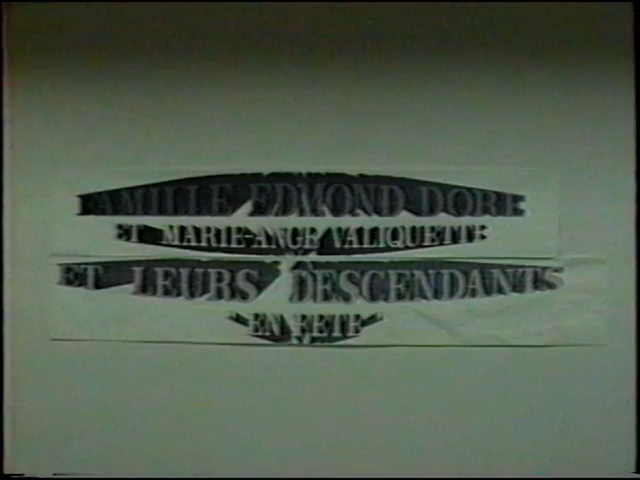 FAMILLE EDMOND DORE
ET MARIE-ANGE VALIQUETTE
ET LEURS DESCENDANTS
EN FETE